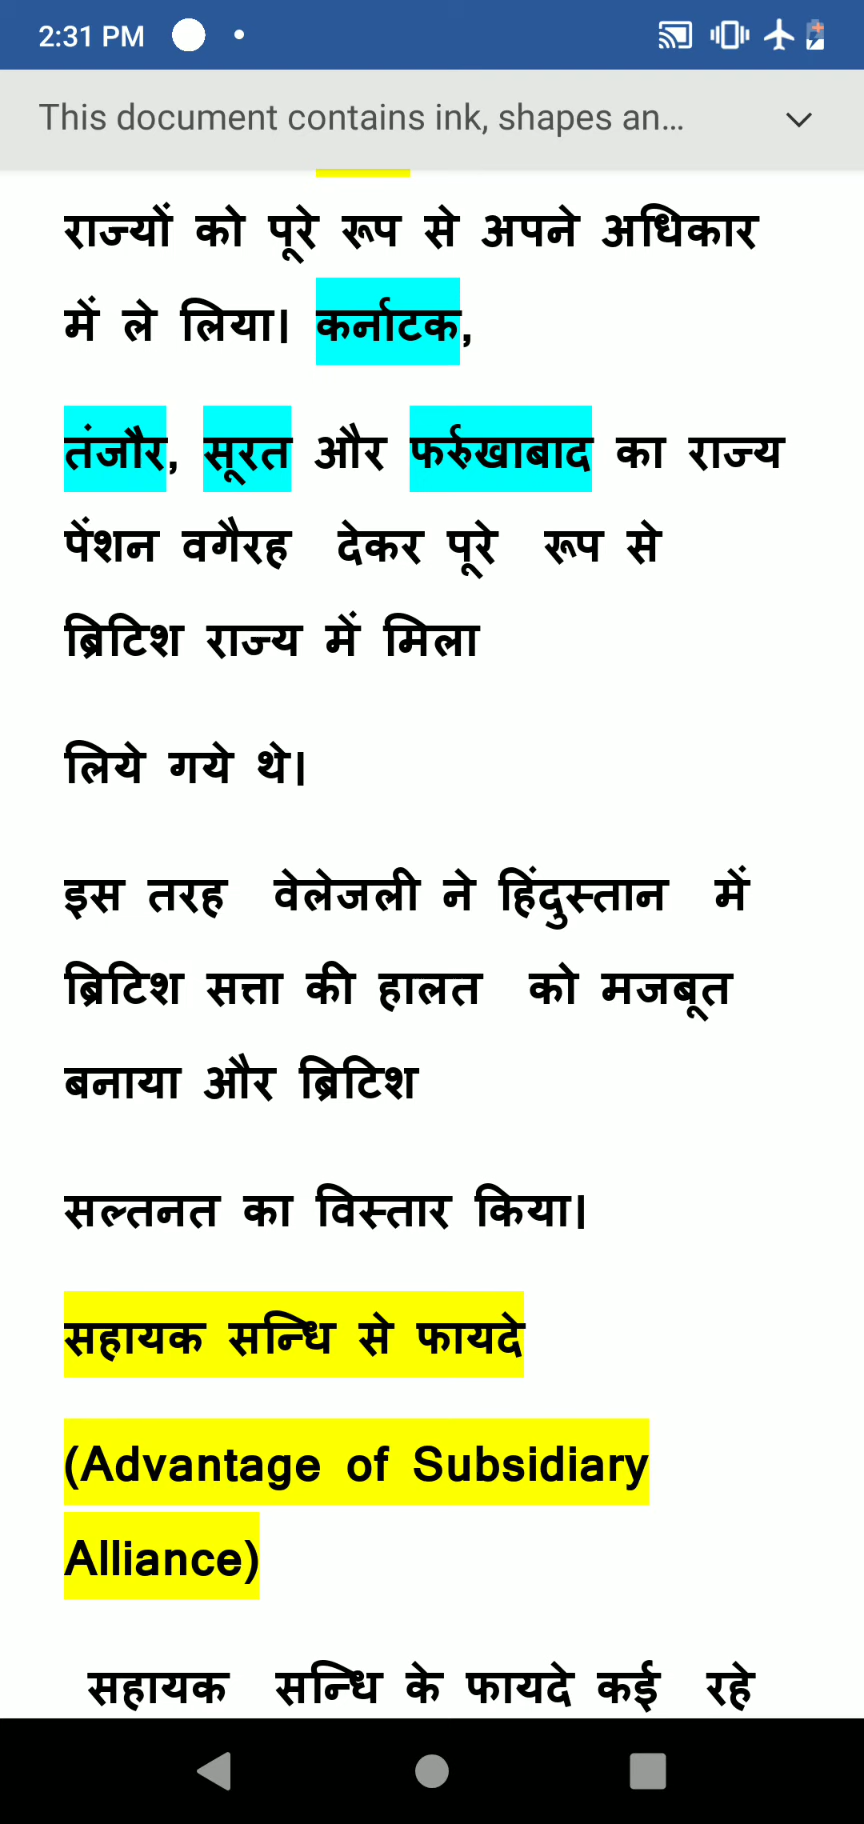 2:31 PM
This document contains ink, shapes an...
राज्यों को पूरे रूप से अपने अधिकार
में ले लिया। कर्नाटक,
तंजौर, सूरत और फर्रुखाबाद का राज्य
पेंशन वगैरह देकर पूरे रूप से
ब्रिटिश राज्य में मिला
लिये गये थे।
इस तरह वेलेजली ने हिंदुस्तान में
ब्रिटिश सत्ता की हालत को मजबूत
बनाया और ब्रिटिश
सल्तनत का विस्तार किया।
सहायक सन्धि से फायदे
(Advantage of Subsidiary
Alliance)
सहायक सन्धि के फायदे कई रहे